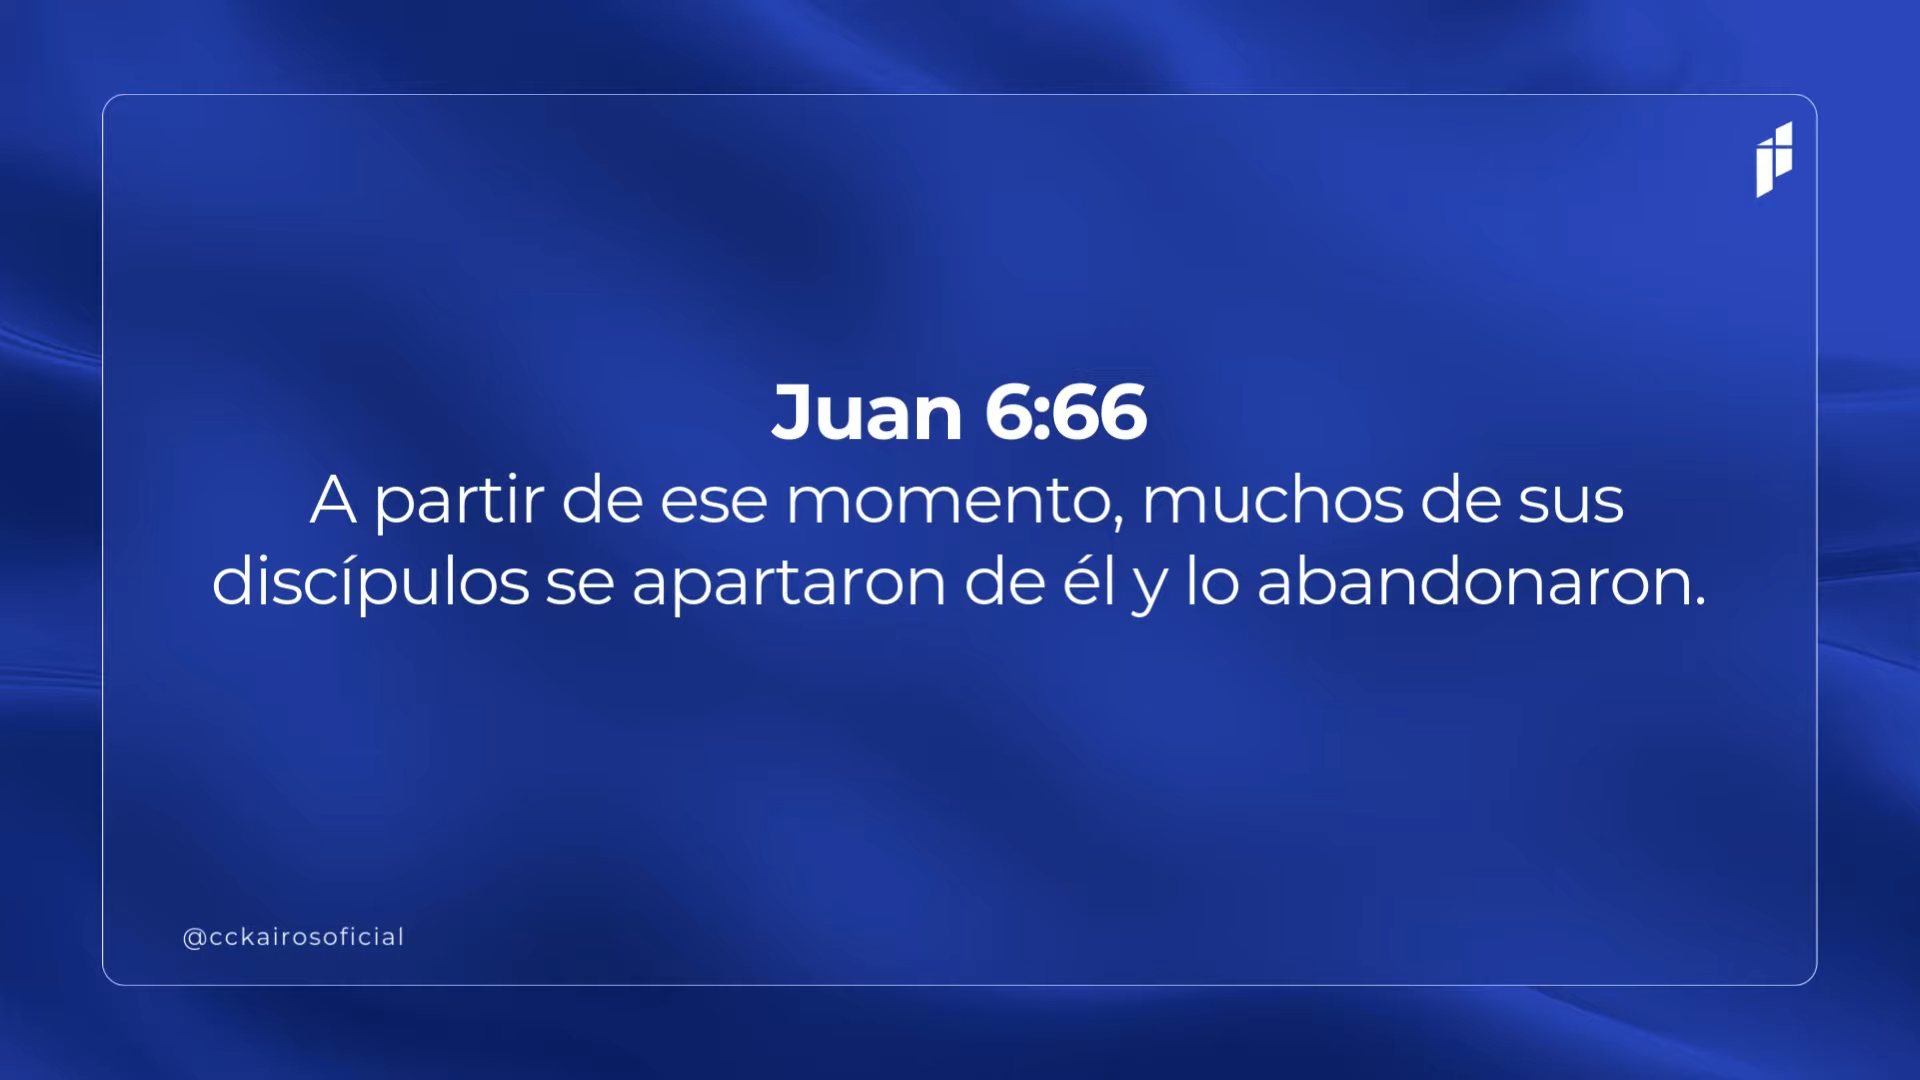 Juan 6:66
A partir de ese momento, muchos de sus
discípulos se apartaron de él y lo abandonaron.
@cckairosoficial